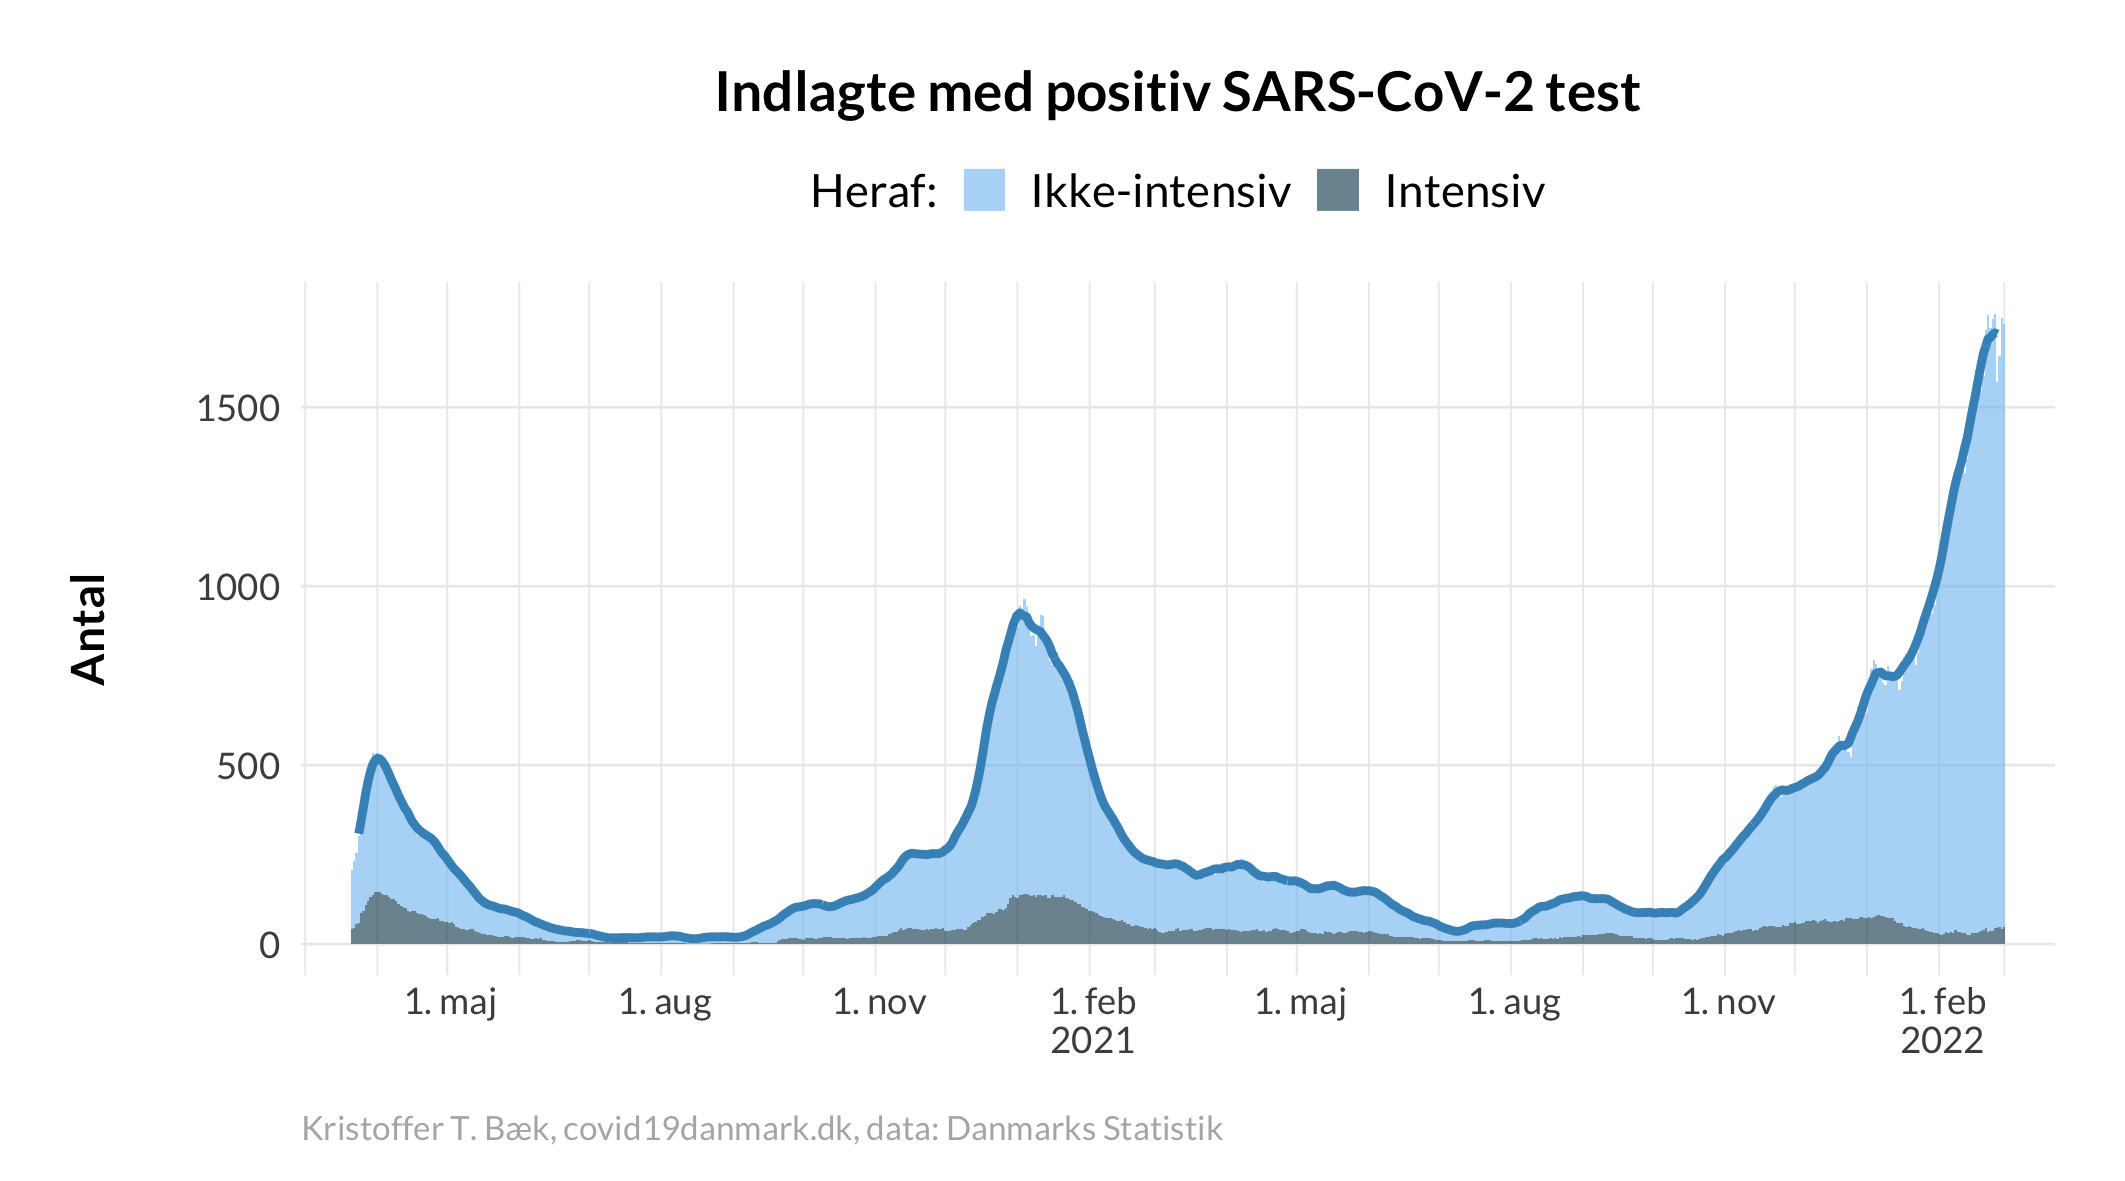 Indlagte med positiv SARS-CoV-2 test
Heraf: Ikke-intensiv Intensiv
Antal
1500
1000
500
0
1. maj 1. aug 1. nov 1. feb 1. maj 1. aug 1. nov 1. feb
2021 2022
Kristoffer T. Bæk, covid19danmark.dk, data: Danmarks Statistik